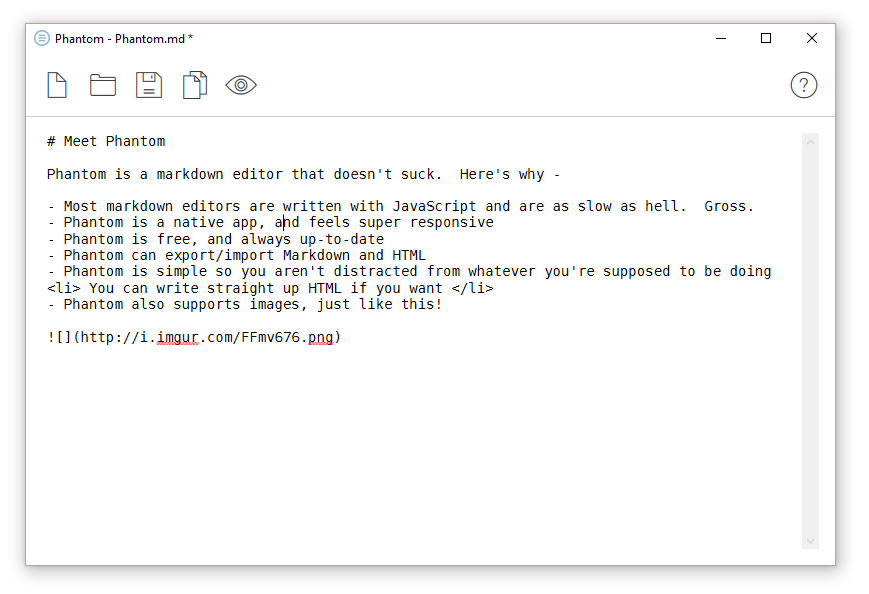 Phantom - Phantom.md *
?
# Meet Phantom
Phantom is a markdown editor that doesn't suck.  Here's why -
- Most markdown editors are written with JavaScript and are as slow as hell.  Gross.
- Phantom is a native app, and feels super responsive
- Phantom is free, and always up-to-date
- Phantom can export/import Markdown and HTML
- Phantom is simple so you aren't distracted from whatever you're supposed to be doing
<li> You can write straight up HTML if you want </li>
- Phantom also supports images, just like this!
![](http://i.imgur.com/FFmv676.png)